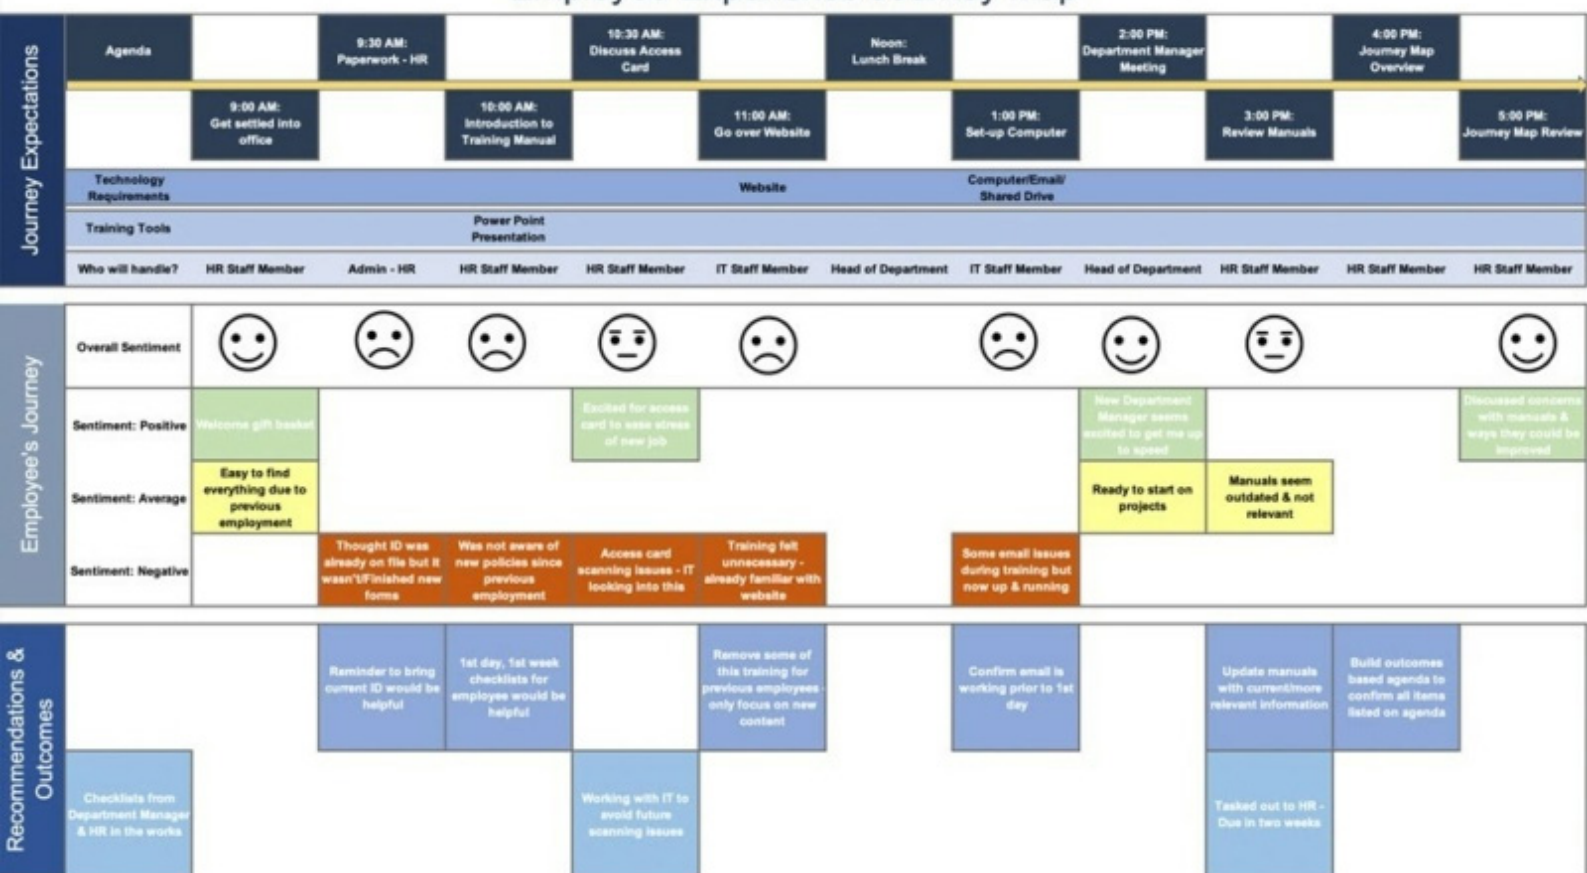 Journey Expectations
Agenda
9:30 AM:
Paperwork - HR
10:30 AM:
Discuss Access
Card
Noon:
Lunch Break
2:00 PM:
Department Manager
Meeting
4:00 PM:
Journey Map
Overview
9:00 AM:
Get settled into
office
10:00 AM:
Introduction to
Training Manual
11:00 AM:
Go over Website
1:00 PM:
Set-up Computer
3:00 PM:
Review Manuals
5:00 PM:
Journey Map Review
Technology
Requirements
Website
Computer/Email/
Shared Drive
Training Tools
Power Point
Presentation
Who will handle?
HR Staff Member
Admin - HR
HR Staff Member
HR Staff Member
IT Staff Member
Head of Department
IT Staff Member
Head of Department
HR Staff Member
HR Staff Member
HR Staff Member
Employee's Journey
Overall Sentiment
Sentiment: Positive
Welcome gift basket
Excited for access
card to ease stress
of new job
New Department
Manager seems
excited to get me up
to speed
Discussed concerns
with manuals &
ways they could be
improved
Sentiment: Average
Easy to find
everything due to
previous
employment
Ready to start on
projects
Manuals seem
outdated & not
relevant
Sentiment: Negative
Thought ID was
already on file but it
wasn't/Finished new
forms
Was not aware of
new policies since
previous
employment
Access card
scanning issues - IT
looking into this
Training felt
unnecessary -
already familiar with
website
Some email issues
during training but
now up & running
Recommendations &
Outcomes
Reminder to bring
current ID would be
helpful
1st day, 1st week
checklists for
employee would be
helpful
Remove some of
this training for
previous employees -
only focus on new
content
Confirm email is
working prior to 1st
day
Update manuals
with current/more
relevant information
Build outcomes
based agenda to
confirm all items
listed on agenda
Checklists from
Department Manager
& HR in the works
Working with IT to
avoid future
scanning issues
Tasked out to HR -
Due in two weeks